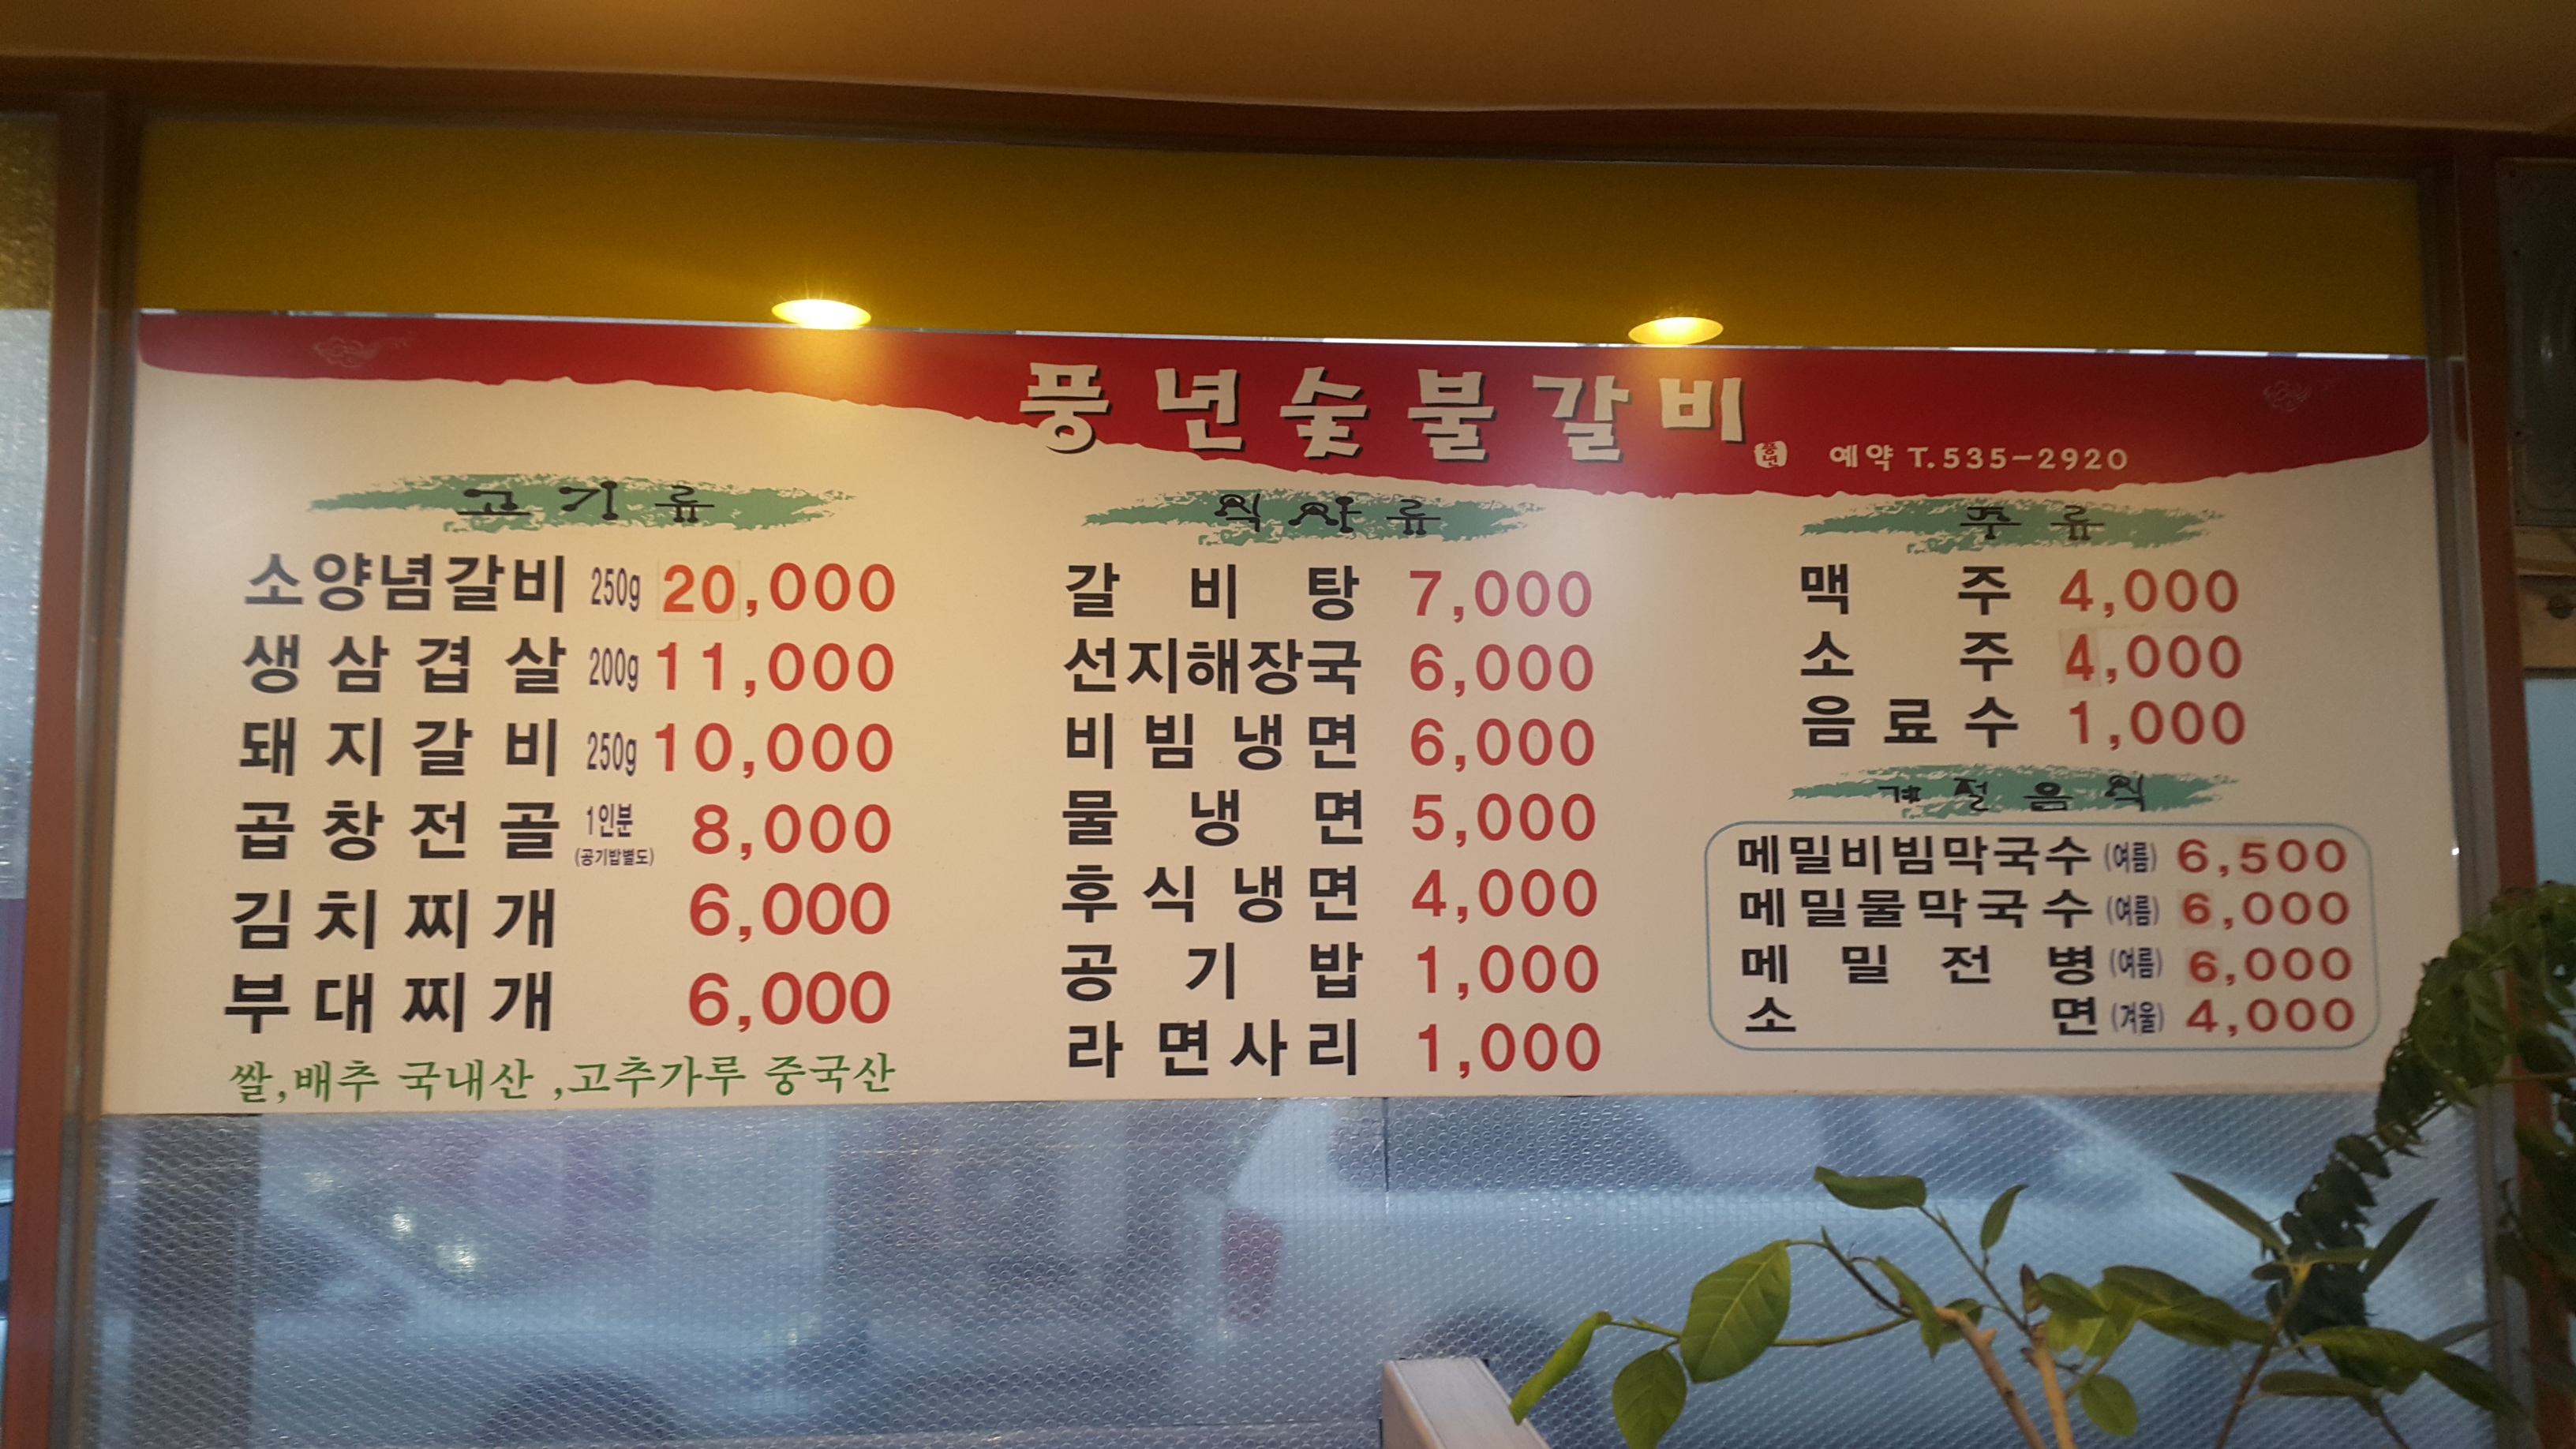 풍년숯불갈비
풍년
예약 T.535-2920
고기류
소양념갈비 250g 20,000
생삼겹살 200g 11,000
돼지갈비 250g 10,000
곱창전골 1인분 (공기밥별도) 8,000
김치찌개 6,000
부대찌개 6,000
쌀,배추 국내산 ,고추가루 중국산
식사류
갈비탕 7,000
선지해장국 6,000
비빔냉면 6,000
물냉면 5,000
후식냉면 4,000
공기밥 1,000
라면사리 1,000
주류
맥주 4,000
소주 4,000
음료수 1,000
계절음식
메밀비빔막국수 (여름) 6,500
메밀물막국수 (여름) 6,000
메밀전병 (여름) 6,000
소면 (겨울) 4,000